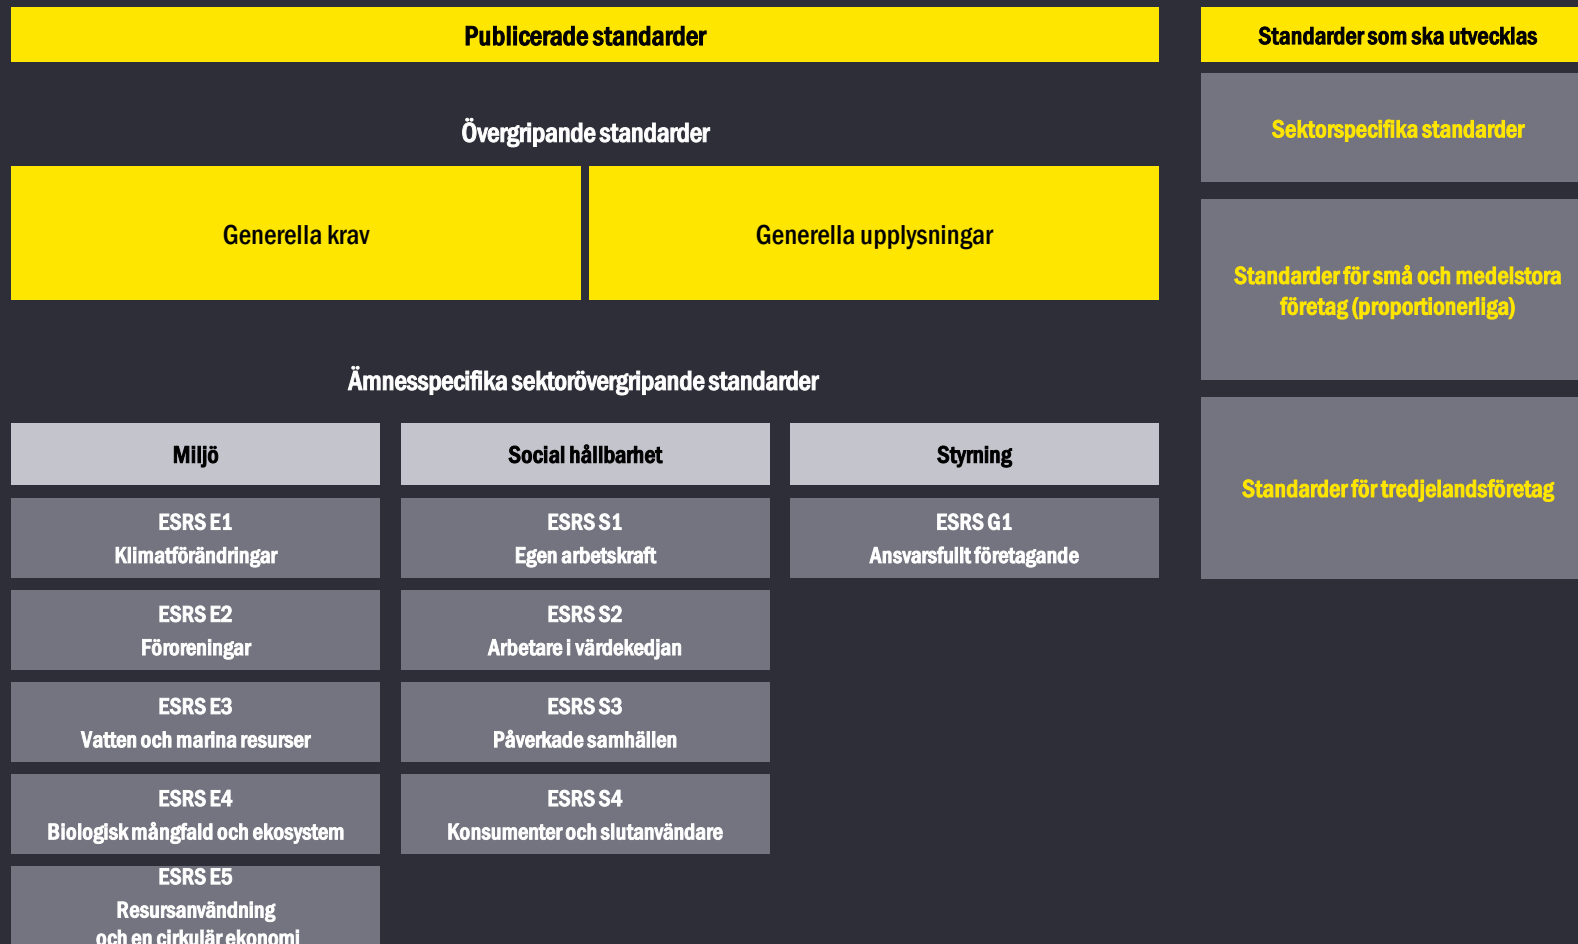 Publicerade standarder
Övergripande standarder
Generella krav
Generella upplysningar
Ämnesspecifika sektorövergripande standarder
Miljö
ESRS E1
Klimatförändringar
ESRS E2
Föroreningar
ESRS E3
Vatten och marina resurser
ESRS E4
Biologisk mångfald och ekosystem
ESRS E5
Resursanvändning
och en cirkulär ekonomi
Social hållbarhet
ESRS S1
Egen arbetskraft
ESRS S2
Arbetare i värdekedjan
ESRS S3
Påverkade samhällen
ESRS S4
Konsumenter och slutanvändare
Styrning
ESRS G1
Ansvarsfullt företagande
Standarder som ska utvecklas
Sektorspecifika standarder
Standarder för små och medelstora
företag (proportionerliga)
Standarder för tredjelandsföretag